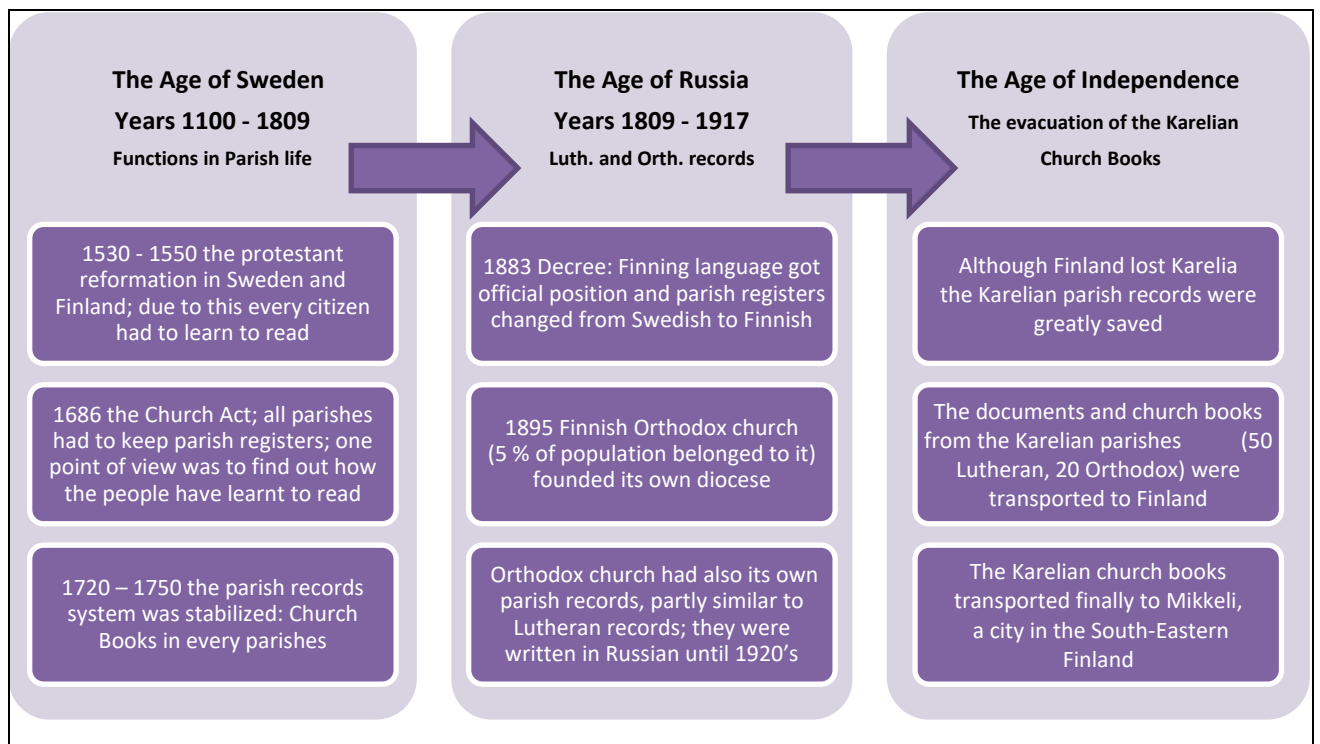 The Age of Sweden
Years 1100 - 1809
Functions in Parish life
1530 - 1550 the protestant
reformation in Sweden and
Finland; due to this every citizen
had to learn to read
1686 the Church Act; all parishes
had to keep parish registers; one
point of view was to find out how
the people have learnt to read
1720 – 1750 the parish records
system was stabilized: Church
Books in every parishes
The Age of Russia
Years 1809 - 1917
Luth. and Orth. records
1883 Decree: Finning language got
official position and parish registers
changed from Swedish to Finnish
1895 Finnish Orthodox church
(5 % of population belonged to it)
founded its own diocese
Orthodox church had also its own
parish records, partly similar to
Lutheran records; they were
written in Russian until 1920’s
The Age of Independence
The evacuation of the Karelian
Church Books
Although Finland lost Karelia
the Karelian parish records were
greatly saved
The documents and church books
from the Karelian parishes (50
Lutheran, 20 Orthodox) were
transported to Finland
The Karelian church books
transported finally to Mikkeli,
a city in the South-Eastern
Finland